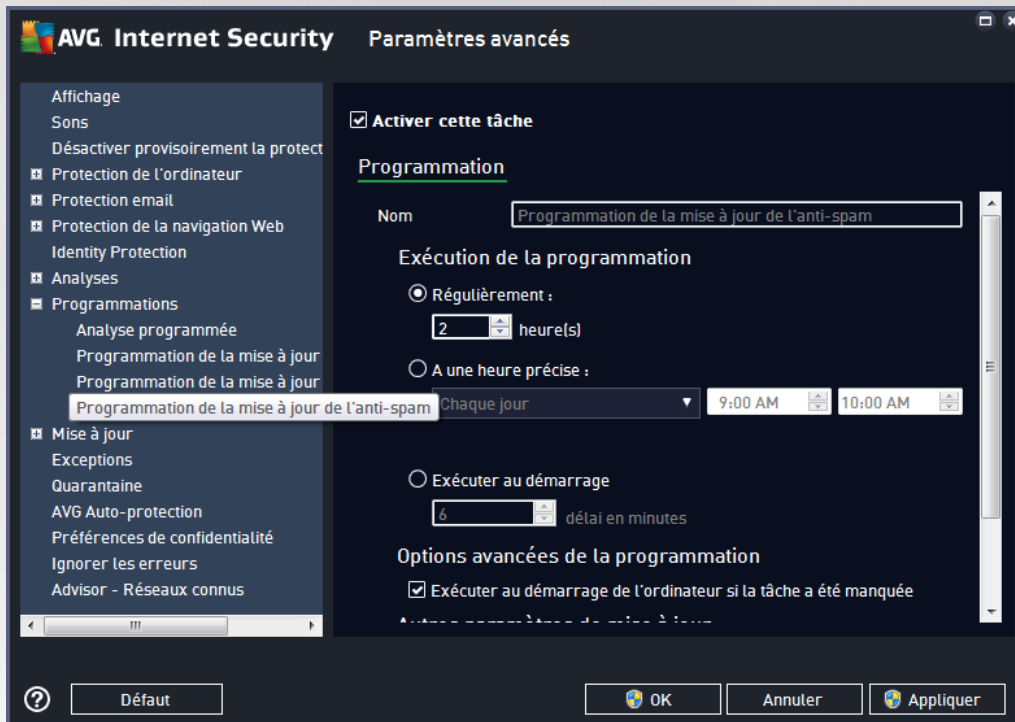 AVG. Internet Security Paramètres avancés
Affichage
Sons
Désactiver provisoirement la protect
Protection de l'ordinateur
Protection email
Protection de la navigation Web
Identity Protection
Analyses
Programmations
Analyse programmée
Programmation de la mise à jour
Programmation de la mise à jour
Programmation de la mise à jour de l'anti-spam
Mise à jour
Exceptions
Quarantaine
AVG Auto-protection
Préférences de confidentialité
Ignorer les erreurs
Advisor - Réseaux connus
Activer cette tâche
Programmation
Nom Programmation de la mise à jour de l'anti-spam
Exécution de la programmation
Régulièrement :
2 heure(s)
A une heure précise :
Chaque jour 9:00 AM 10:00 AM
Exécuter au démarrage
6 délai en minutes
Options avancées de la programmation
Exécuter au démarrage de l'ordinateur si la tâche a été manquée
Autres paramètres de mise à jour
? Défaut OK Annuler Appliquer